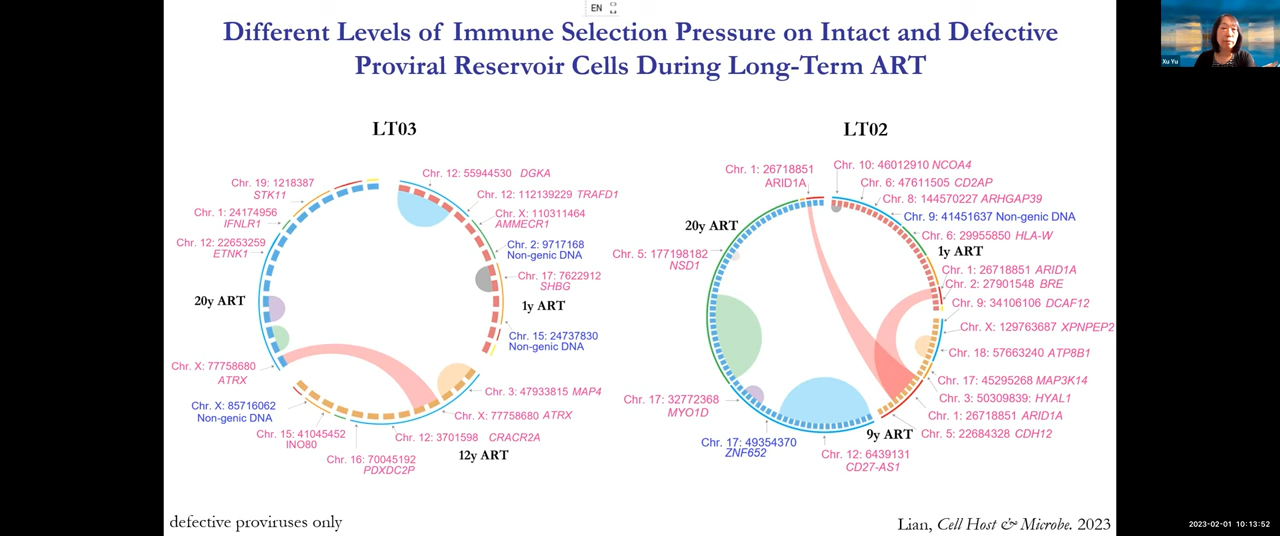 EN
Different Levels of Immune Selection Pressure on Intact and Defective
Proviral Reservoir Cells During Long-Term ART
Xu Yu
LT03
Chr. 12: 55944530 DGKA
Chr. 12: 112139229 TRAFD1
Chr. X: 110311464
AMMECR1
Chr. 2: 9717168
Non-genic DNA
Chr. 17: 7622912
SHBG
1y ART
Chr. 15: 24737830
Non-genic DNA
Chr. 3: 47933815 MAP4
Chr. X: 77758680 ATRX
Chr. 12: 3701598 CRACR2A
12y ART
Chr. 16: 70045192
PDXDC2P
Chr. 15: 41045452
INO80
Chr. X: 85716062
Non-genic DNA
Chr. X: 77758680
ATRX
20y ART
Chr. 12: 22653259
ETNK1
Chr. 1: 24174956
IFNLR1
Chr. 19: 1218387
STK11
LT02
Chr. 1: 26718851
ARID1A
Chr. 10: 46012910 NCOA4
Chr. 6: 47611505 CD2AP
Chr. 8: 144570227 ARHGAP39
Chr. 9: 41451637 Non-genic DNA
Chr. 6: 29955850 HLA-W
1y ART
Chr. 1: 26718851 ARID1A
Chr. 2: 27901548 BRE
Chr. 9: 34106106 DCAF12
Chr. X: 129763687 XPNPEP2
Chr. 18: 57663240 ATP8B1
Chr. 17: 45295268 MAP3K14
Chr. 3: 50309839: HYAL1
Chr. 1: 26718851 ARID1A
Chr. 5: 22684328 CDH12
9y ART
Chr. 12: 6439131
CD27-AS1
Chr. 17: 49354370
ZNF652
Chr. 17: 32772368
MYO1D
Chr. 5: 177198182
NSD1
20y ART
defective proviruses only
Lian, Cell Host & Microbe. 2023
2023-02-01 10:13:52